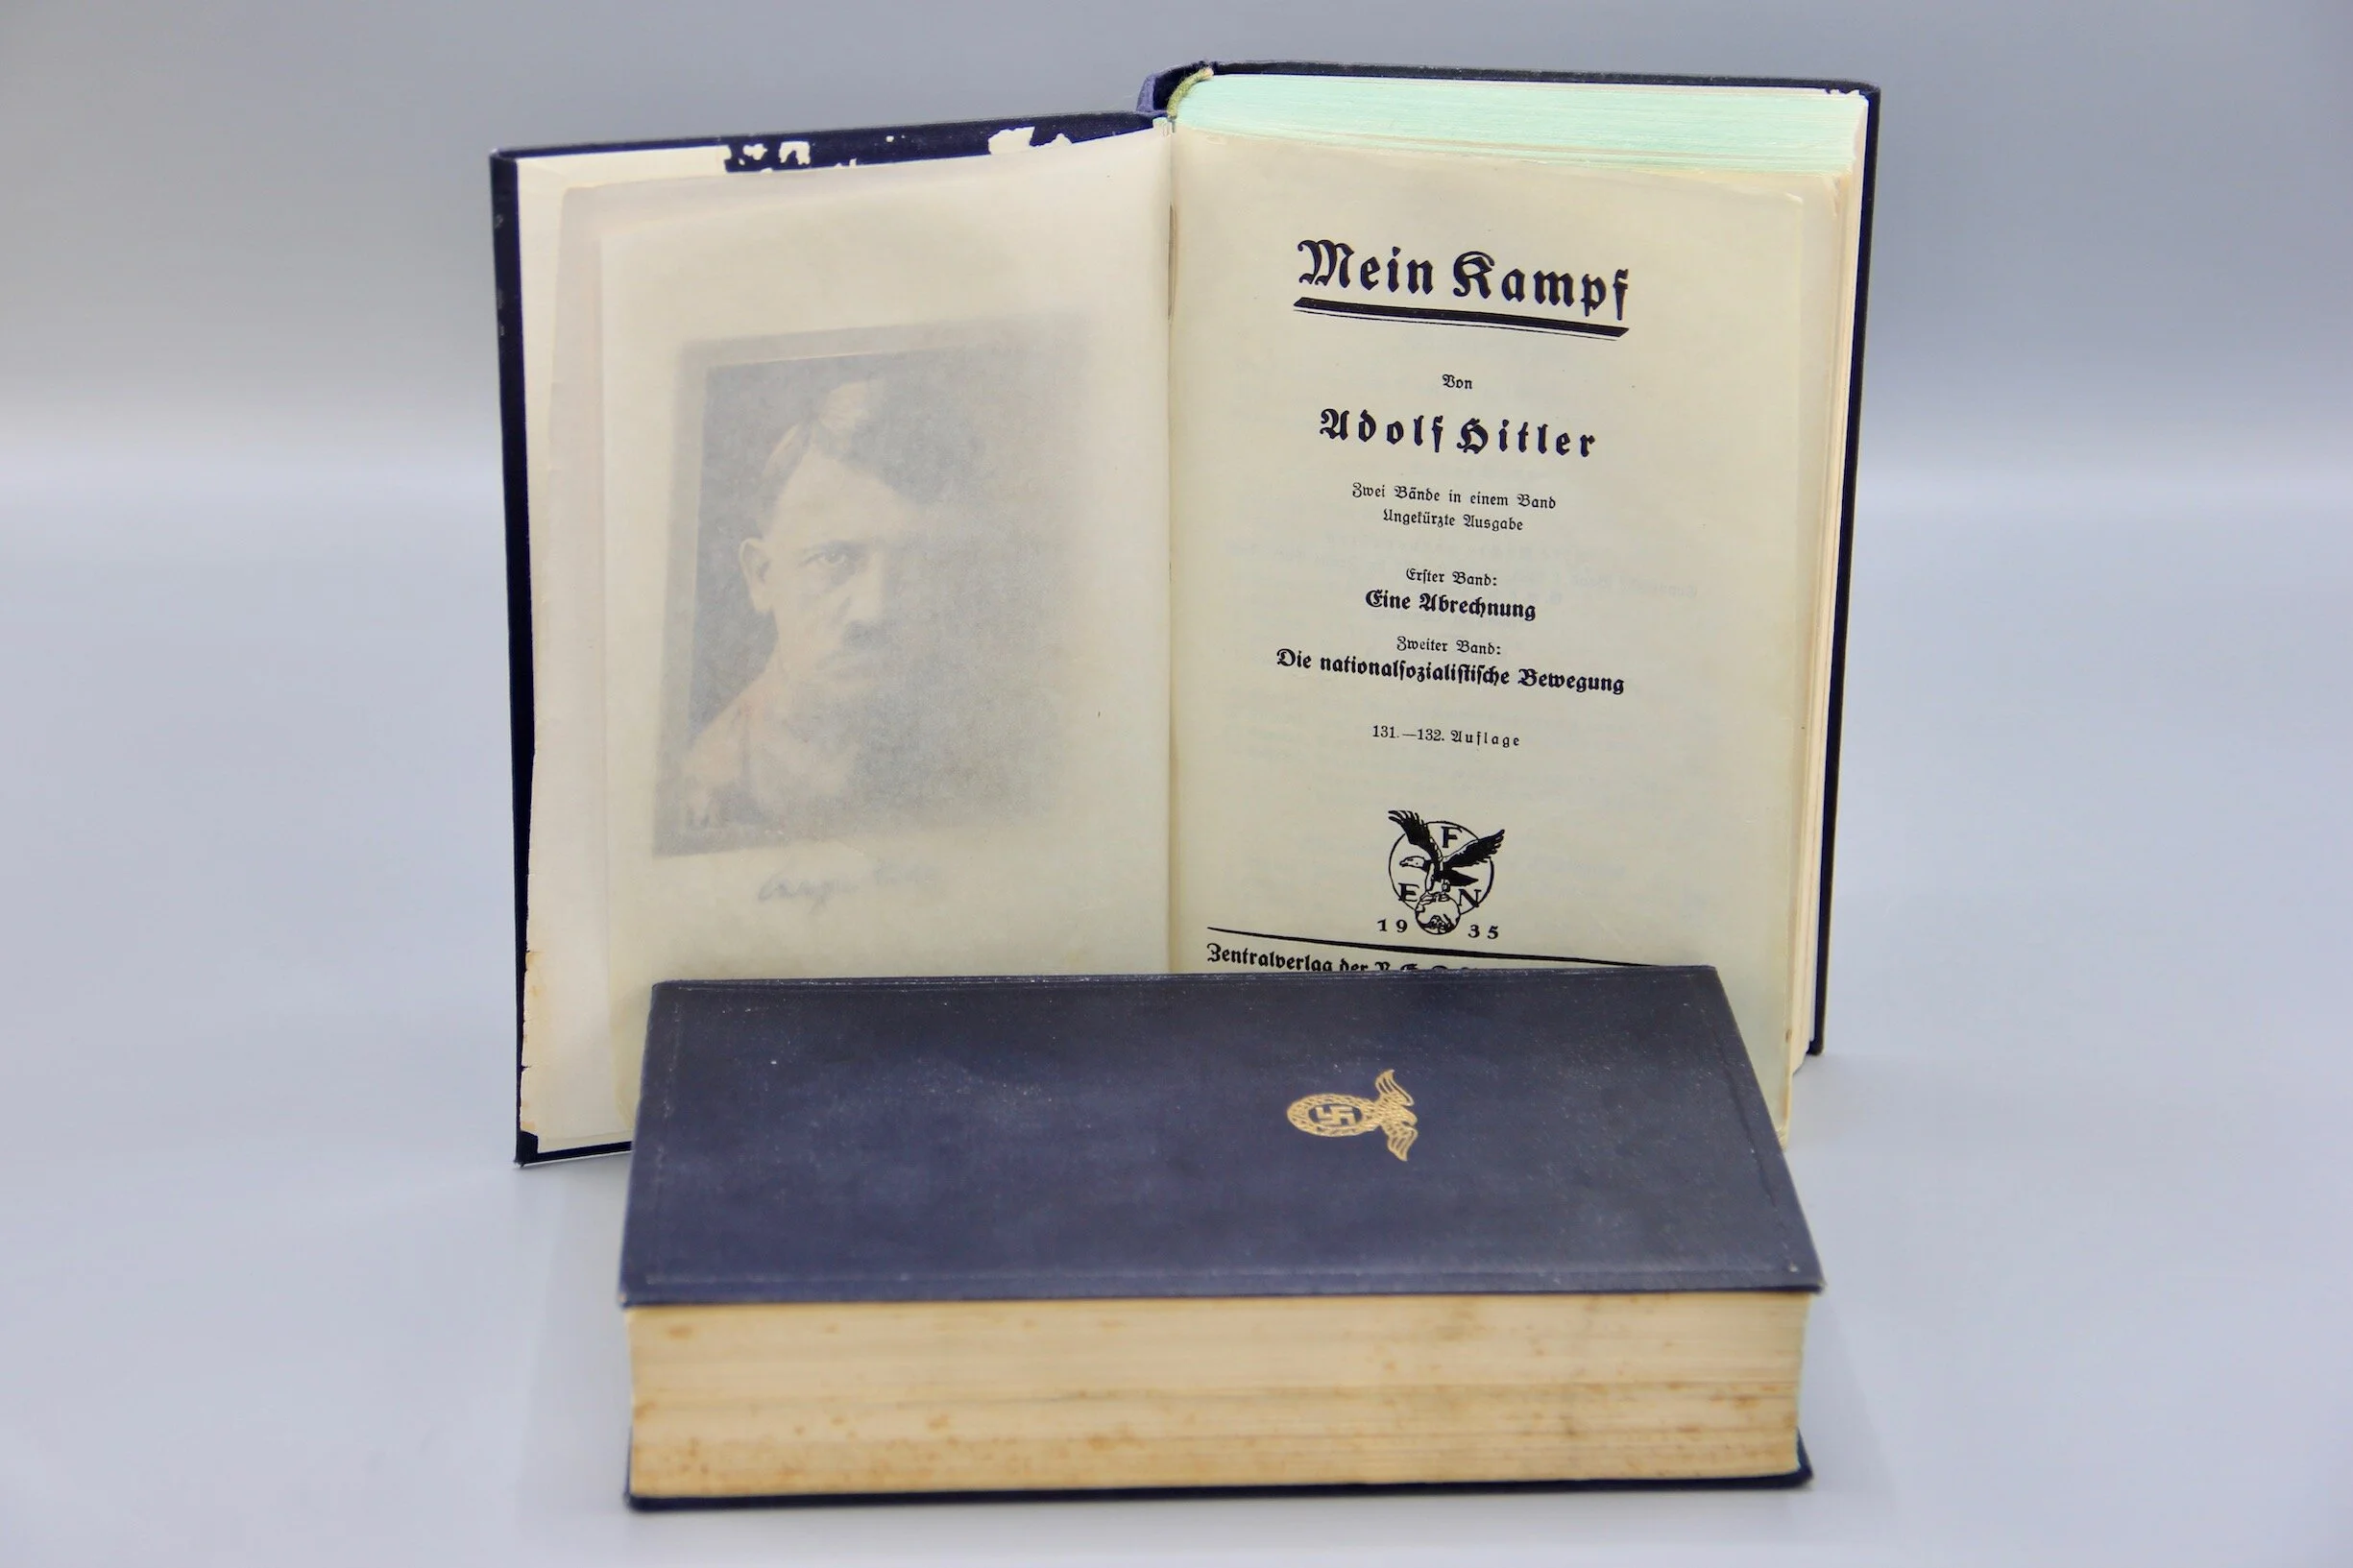 Mein Kampf
Von
Adolf Hitler
Zwei Bände in einem Band
Ungekürzte Ausgabe
Erſter Band:
Eine Abrechnung
Zweiter Band:
Die nationalſozialiſtiſche Bewegung
131.—132. Auflage
F
E N
19 35
Zentralverlag der